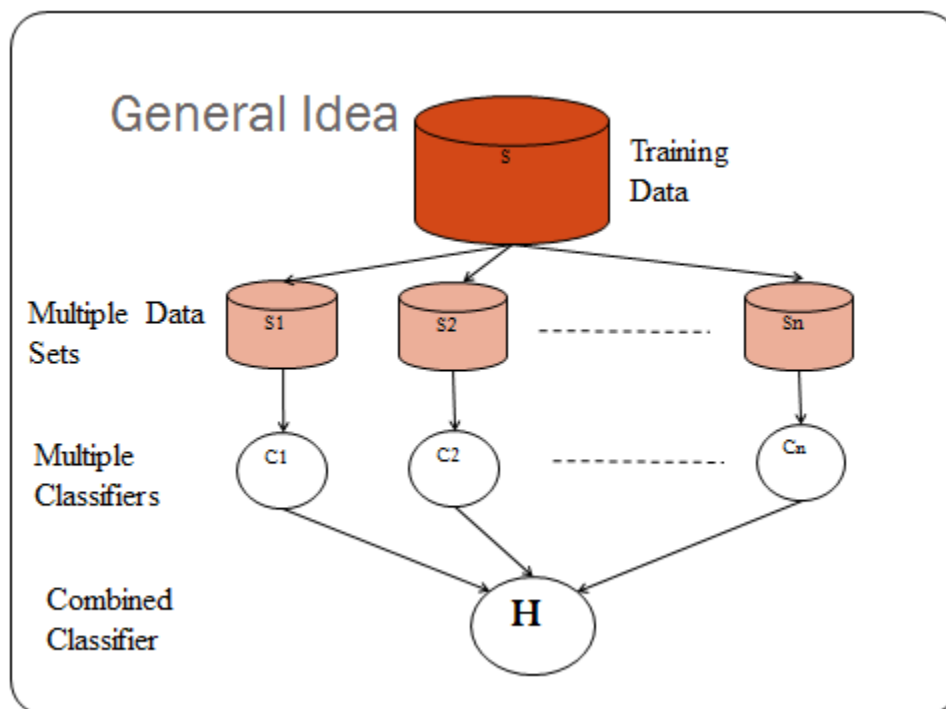 General Idea
S
Training
Data
Multiple Data
Sets
S1
S2
Sn
Multiple
Classifiers
C1
C2
Cn
Combined
Classifier
H